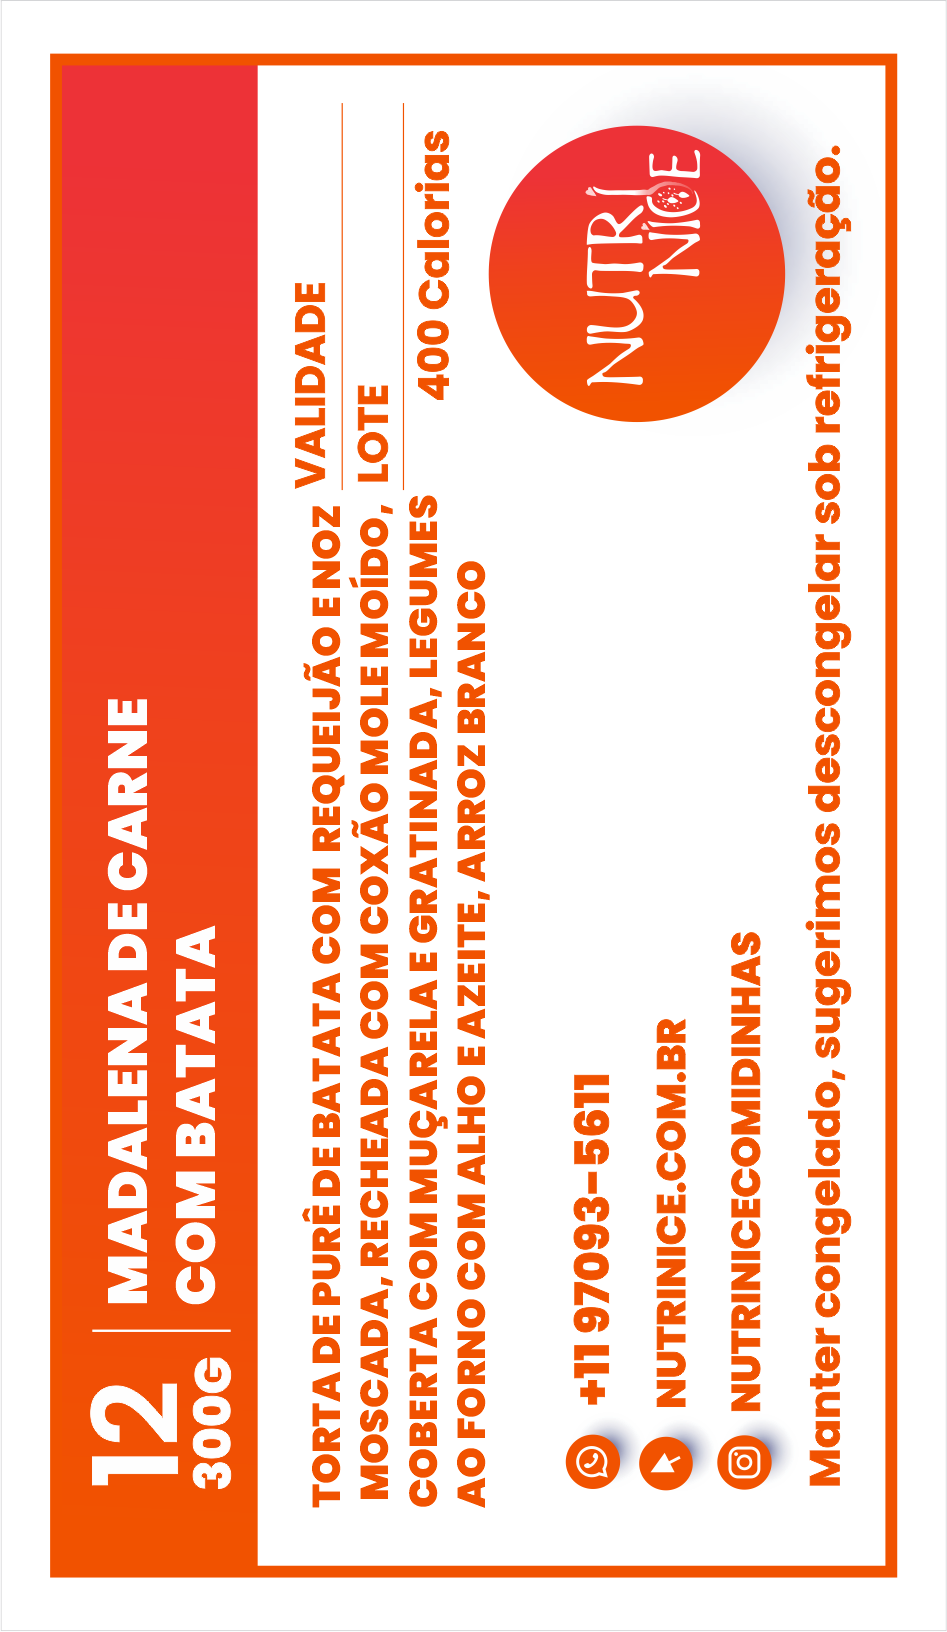 12
300G
MADALENA DE CARNE
COM BATATA
TORTA DE PURÊ DE BATATA COM REQUEIJÃO E NOZ
MOSCADA, RECHEADA COM COXÃO MOLE MOÍDO,
COBERTA COM MUÇARELA E GRATINADA, LEGUMES
AO FORNO COM ALHO E AZEITE, ARROZ BRANCO
VALIDADE
LOTE
400 Calorias
+11 97093-5611
NUTRINICE.COM.BR
NUTRINICECOMIDINHAS
NUTRÍ
NICE
Manter congelado, sugerimos descongelar sob refrigeração.